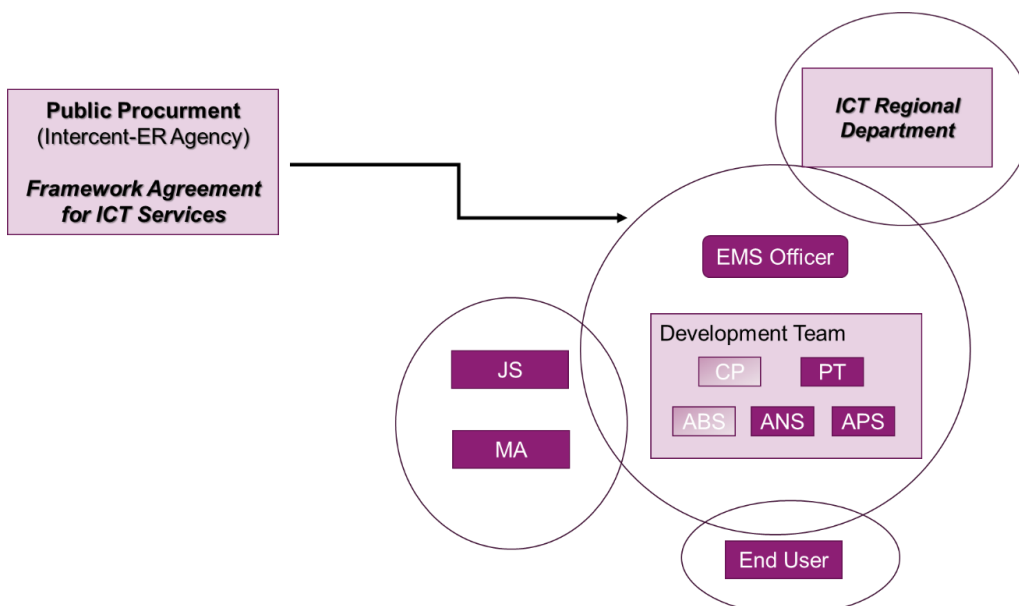 Public Procurment
(Intercent-ER Agency)
Framework Agreement
for ICT Services
ICT Regional
Department
EMS Officer
Development Team
CP
PT
ABS
ANS
APS
JS
MA
End User